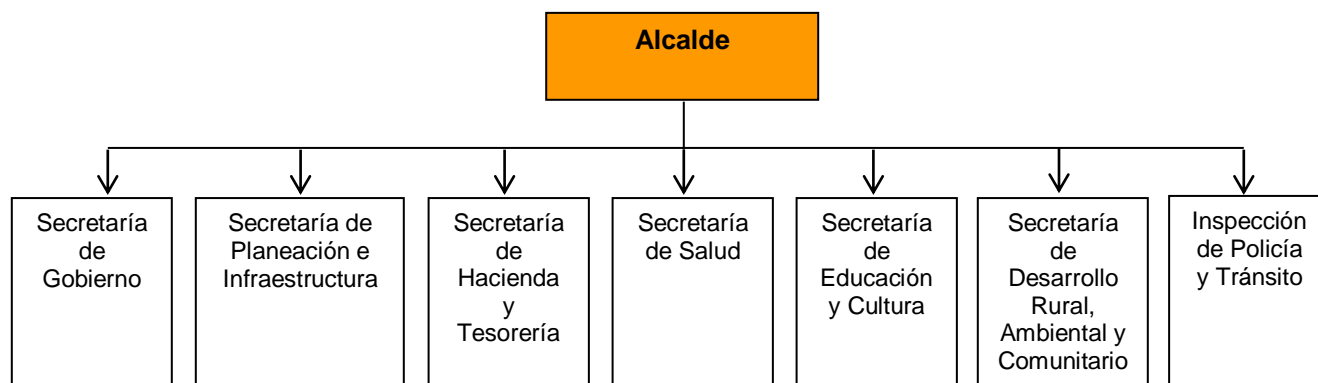 Alcalde
Secretaría
de
Gobierno
Secretaría de
Planeación e
Infraestructura
Secretaría
de
Hacienda
y
Tesorería
Secretaría
de Salud
Secretaría
de
Educación
y Cultura
Secretaría
de
Desarrollo
Rural,
Ambiental y
Comunitario
Inspección
de Policía
y Tránsito